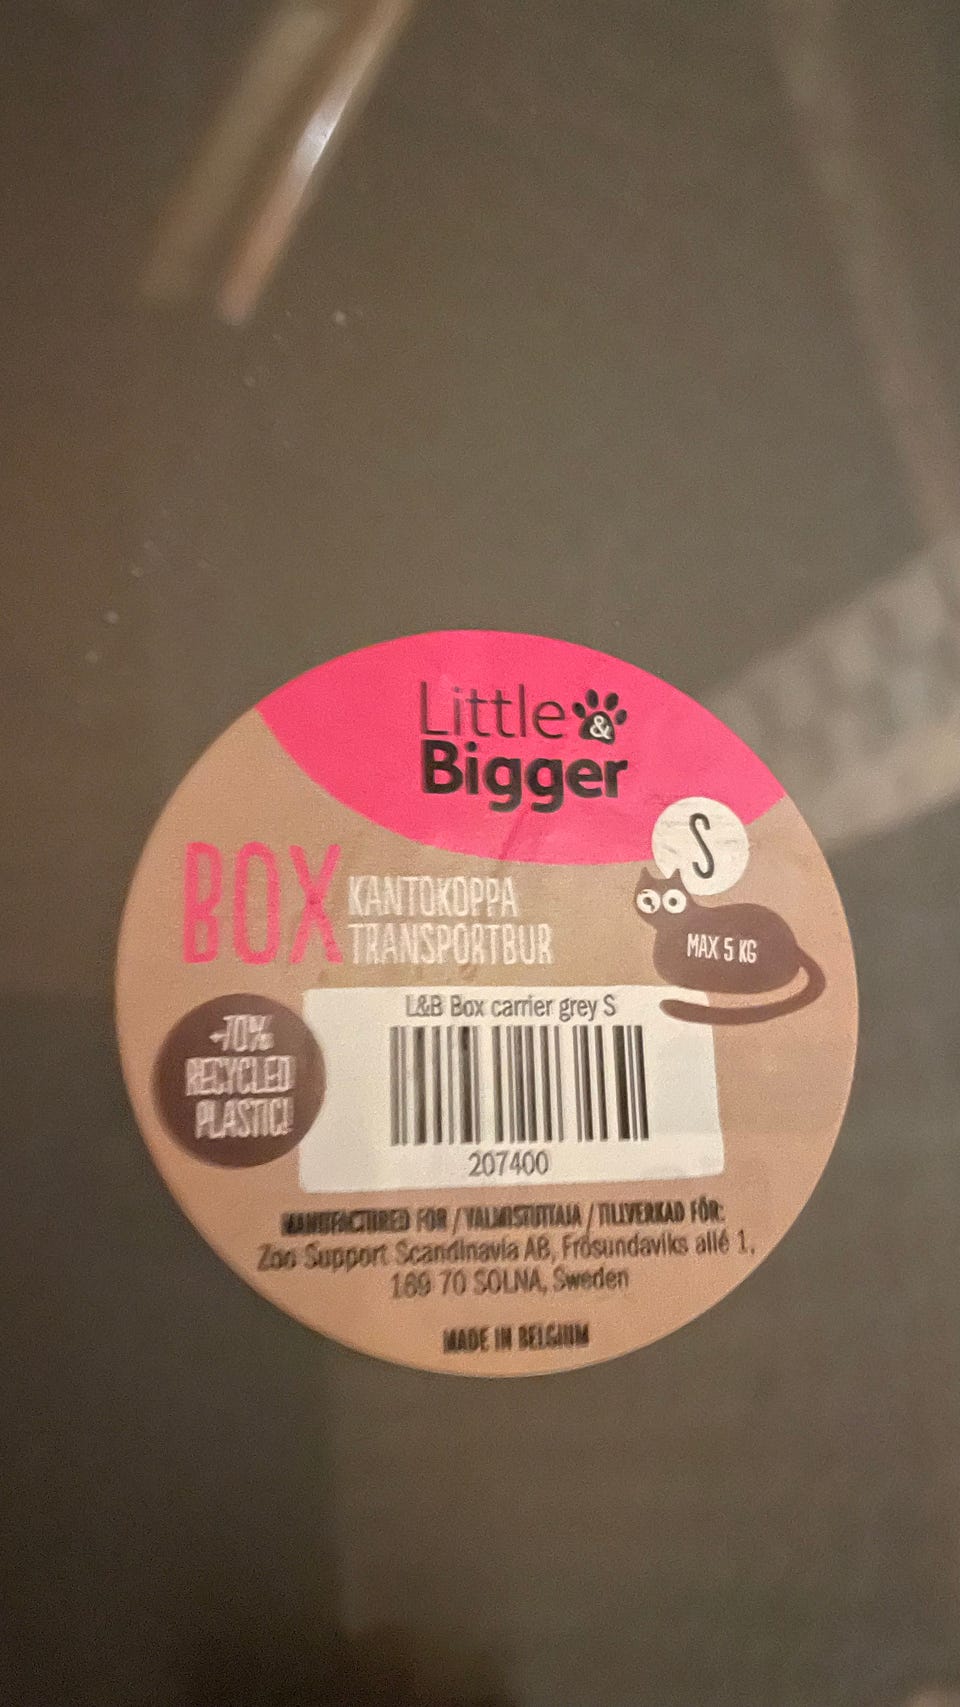 Little &
Bigger
S
BOX KANTOKOPPA
TRANSPORTBUR
MAX 5 KG
L&B Box carrier grey S
207400
~70%
RECYCLED
PLASTIC!
MANUFACTURED FOR / VALMISTUTTAJA / TILLVERKAD FÖR:
Zoo Support Scandinavia AB, Frösundaviks allé 1,
169 70 SOLNA, Sweden
MADE IN BELGIUM